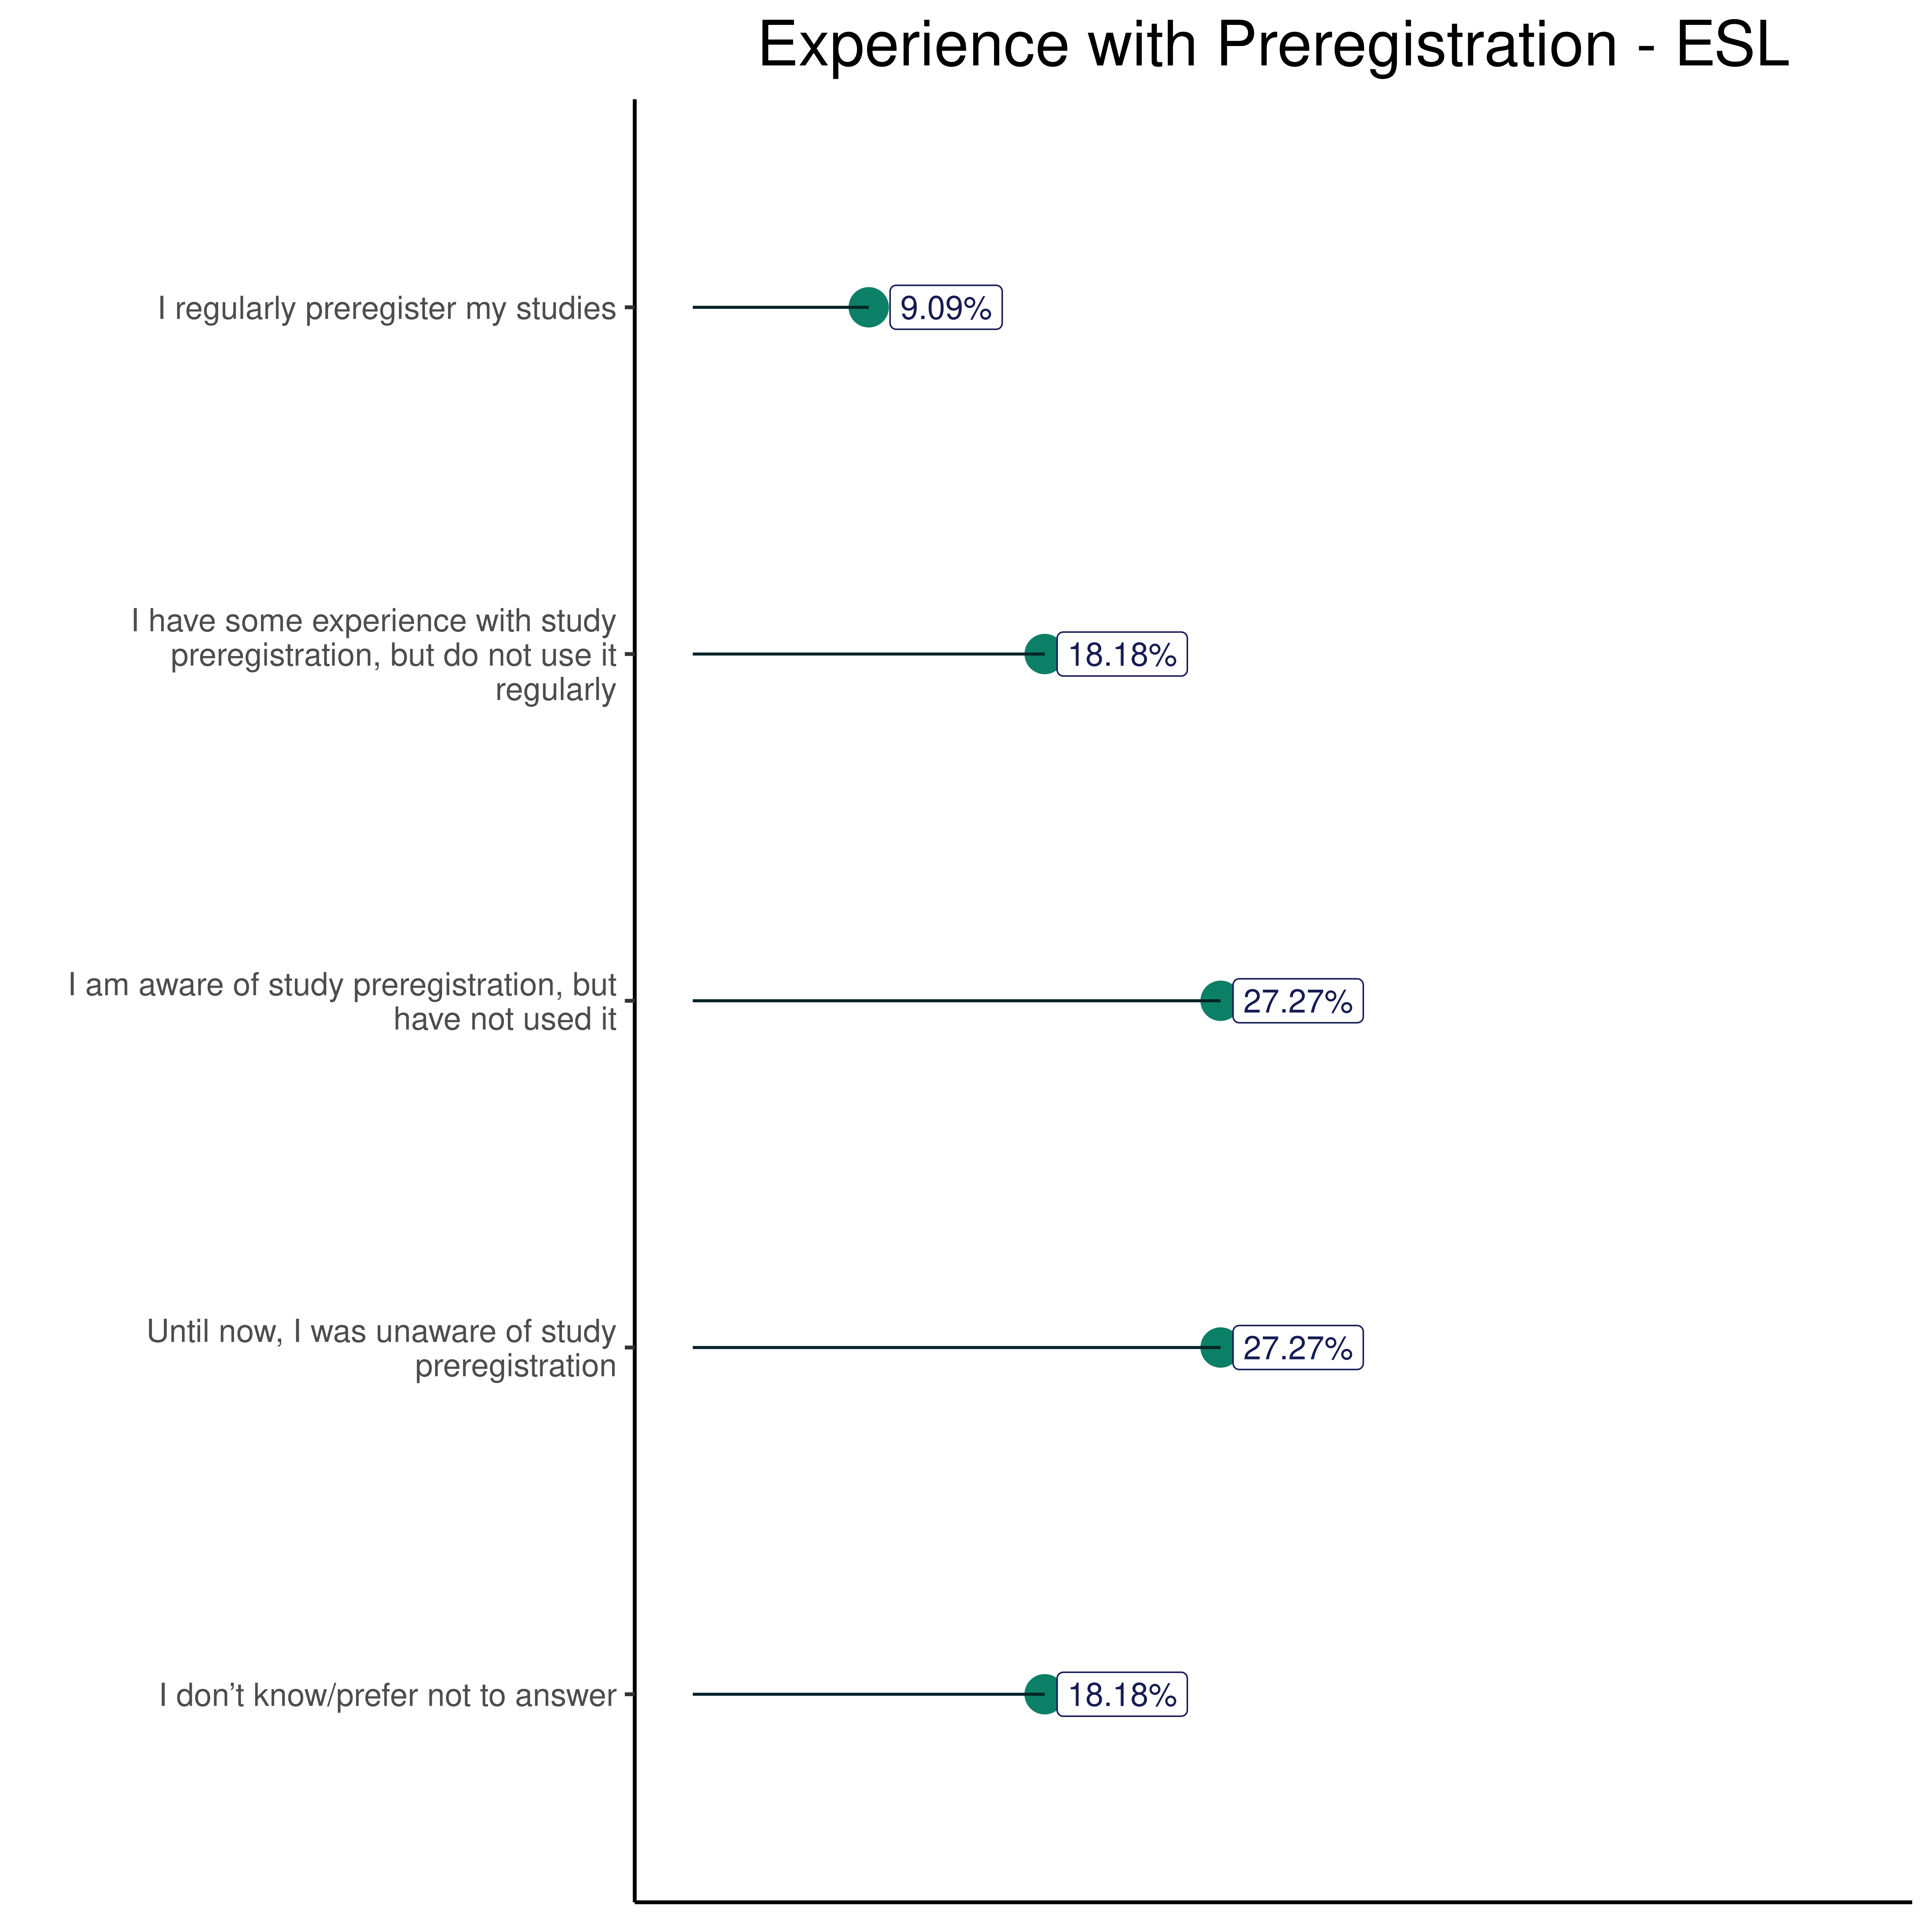 Experience with Preregistration - ESL
I regularly preregister my studies
9.09%
I have some experience with study
preregistration, but do not use it
regularly
18.18%
I am aware of study preregistration, but
have not used it
27.27%
Until now, I was unaware of study
preregistration
27.27%
I don’t know/prefer not to answer
18.18%